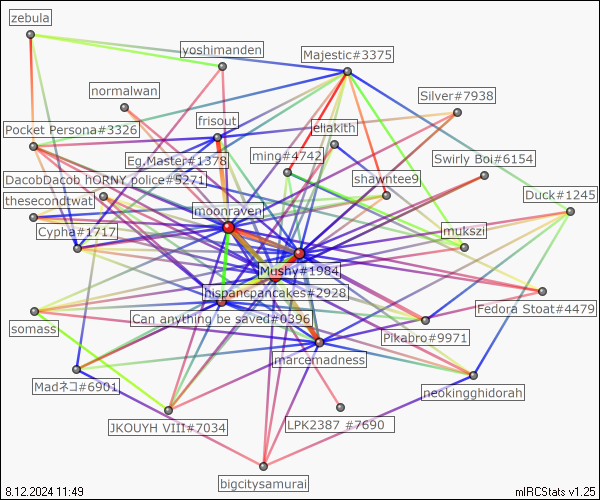 zebula
yoshimanden
Majestic#3375
normalwan
Silver#7938
frisout
Pocket Persona#3326
eliakith
ming#4742
Eg.Master#1378
Swirly Boi#6154
DacobDacob hORNY police#5271
shawntee9
thesecondtwat
Duck#1245
moonraven
Cypha#1717
mukszi
Mushy#1984
hispancpancakes#2928
Fedora Stoat#4479
Can anything be saved#0396
somass
Pikabro#9971
marcemadness
Madネコ#6901
neokingghidorah
JKOUYH VIII#7034
LPK2387 #7690
bigcitysamurai
8.12.2024 11:49
mIRCStats v1.25